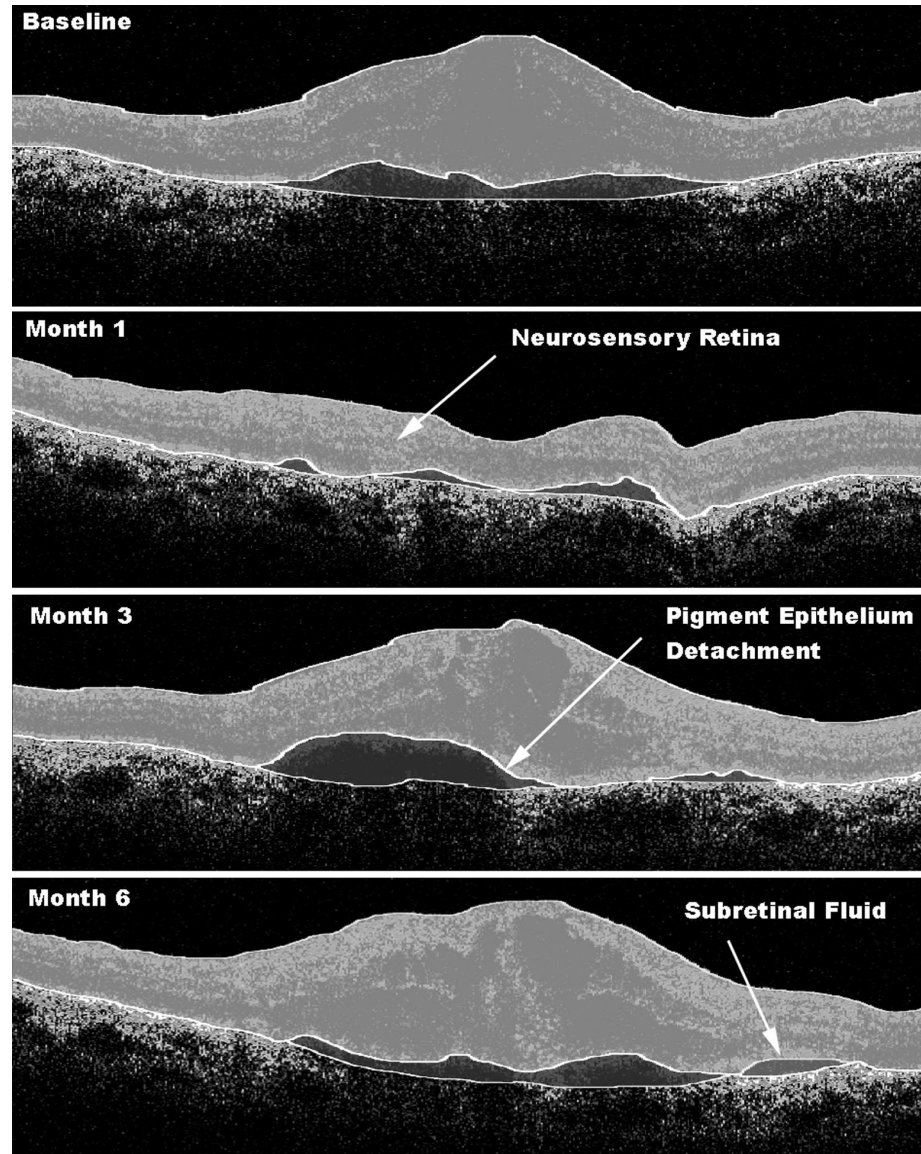 Baseline
Month 1
Neurosensory Retina
Month 3
Pigment Epithelium
Detachment
Month 6
Subretinal Fluid